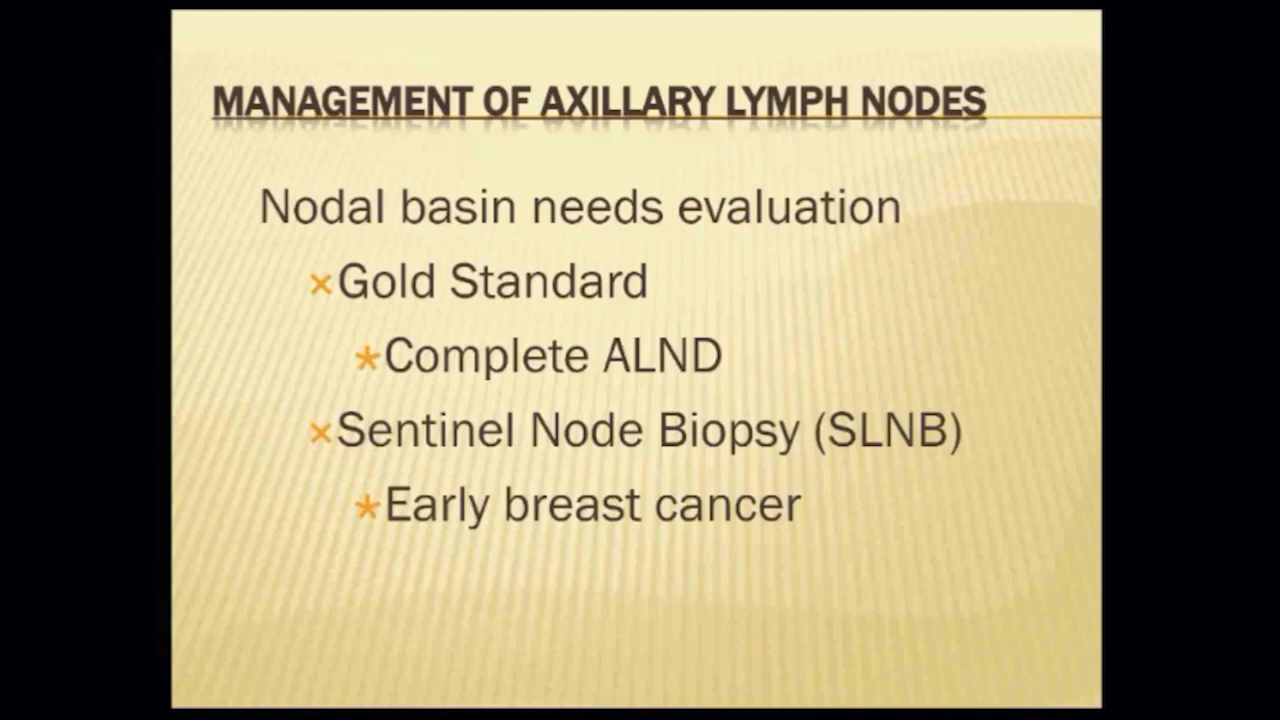 MANAGEMENT OF AXILLARY LYMPH NODES
Nodal basin needs evaluation
Gold Standard
Complete ALND
Sentinel Node Biopsy (SLNB)
Early breast cancer